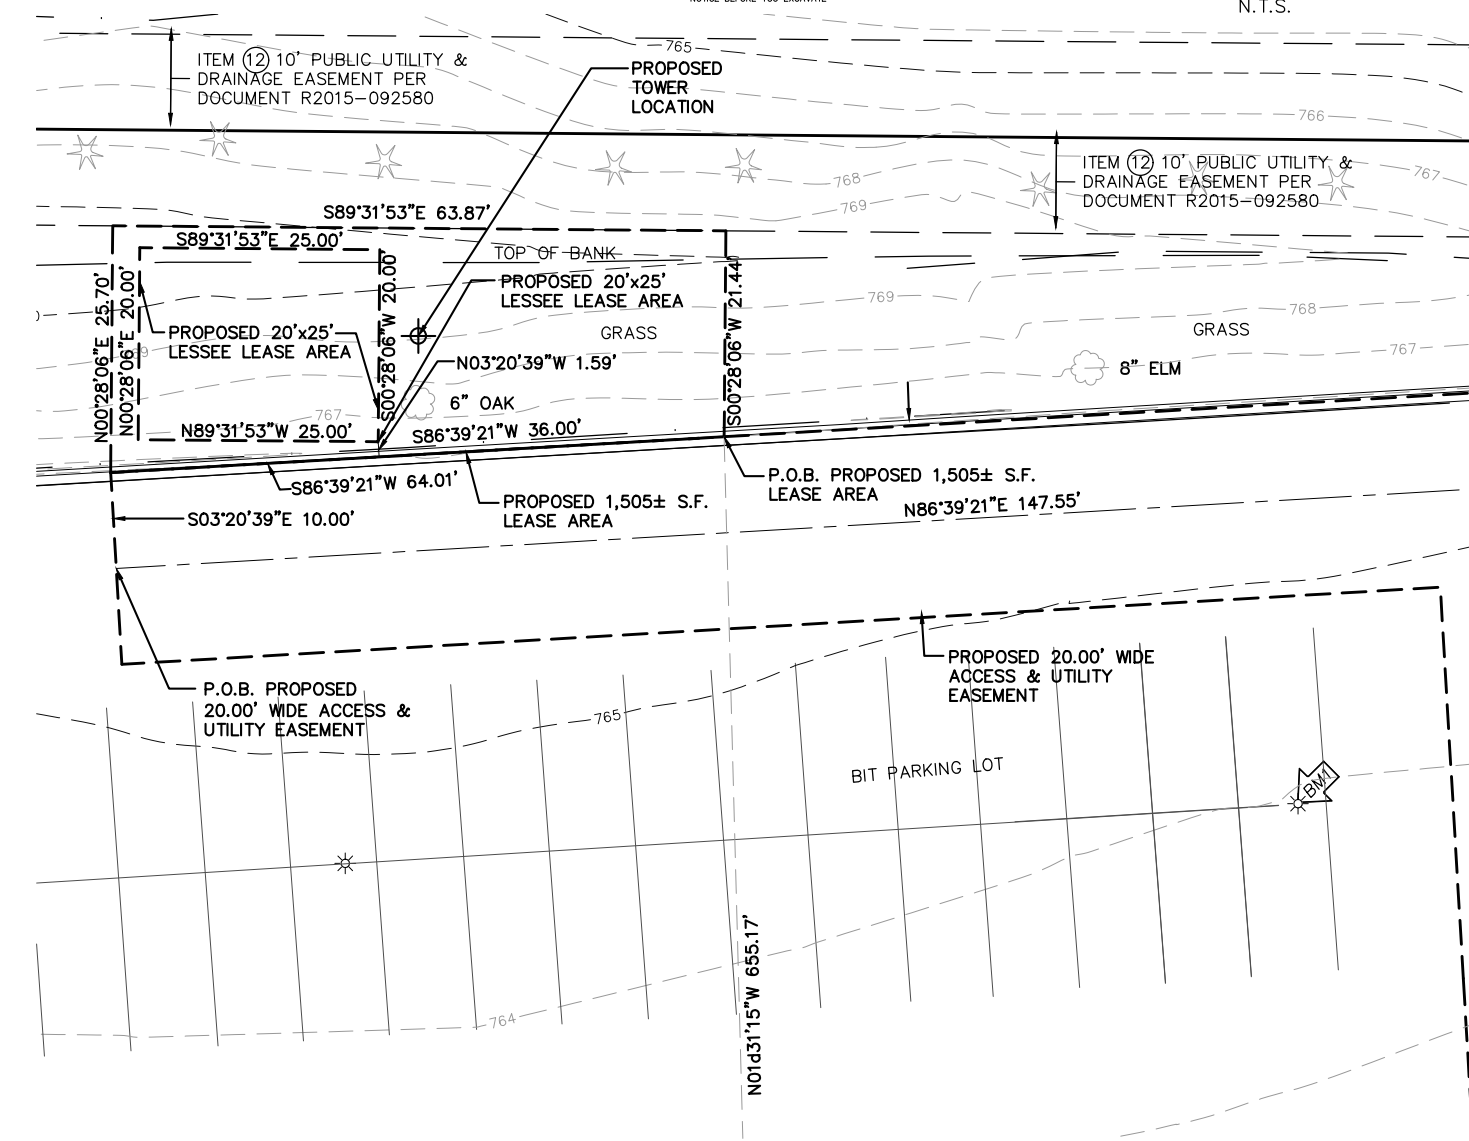 NOTICE BEFORE YOU EXCAVATE
N.T.S.
765
ITEM 12 10' PUBLIC UTILITY &
DRAINAGE EASEMENT PER
DOCUMENT R2015-092580
PROPOSED
TOWER
LOCATION
766
ITEM 12 10' PUBLIC UTILITY &
DRAINAGE EASEMENT PER
DOCUMENT R2015-092580
767
768
769
S89°31'53"E 63.87'
S89°31'53"E 25.00'
TOP OF BANK
PROPOSED 20'x25'
LESSEE LEASE AREA
N00°28'06"E 25.70'
N00°28'06"E 20.00'
S00°28'06"W 20.00'
S00°28'06"W 21.44'
769
768
PROPOSED 20'x25'
LESSEE LEASE AREA
GRASS
GRASS
767
N03°20'39"W 1.59'
8" ELM
6" OAK
767
N89°31'53"W 25.00'
S86°39'21"W 36.00'
S86°39'21"W 64.01'
P.O.B. PROPOSED 1,505± S.F.
LEASE AREA
PROPOSED 1,505± S.F.
LEASE AREA
N86°39'21"E 147.55'
S03°20'39"E 10.00'
PROPOSED 20.00' WIDE
ACCESS & UTILITY
EASEMENT
P.O.B. PROPOSED
20.00' WIDE ACCESS &
UTILITY EASEMENT
765
BIT PARKING LOT
BM1
N01d31'15"W 655.17'
764